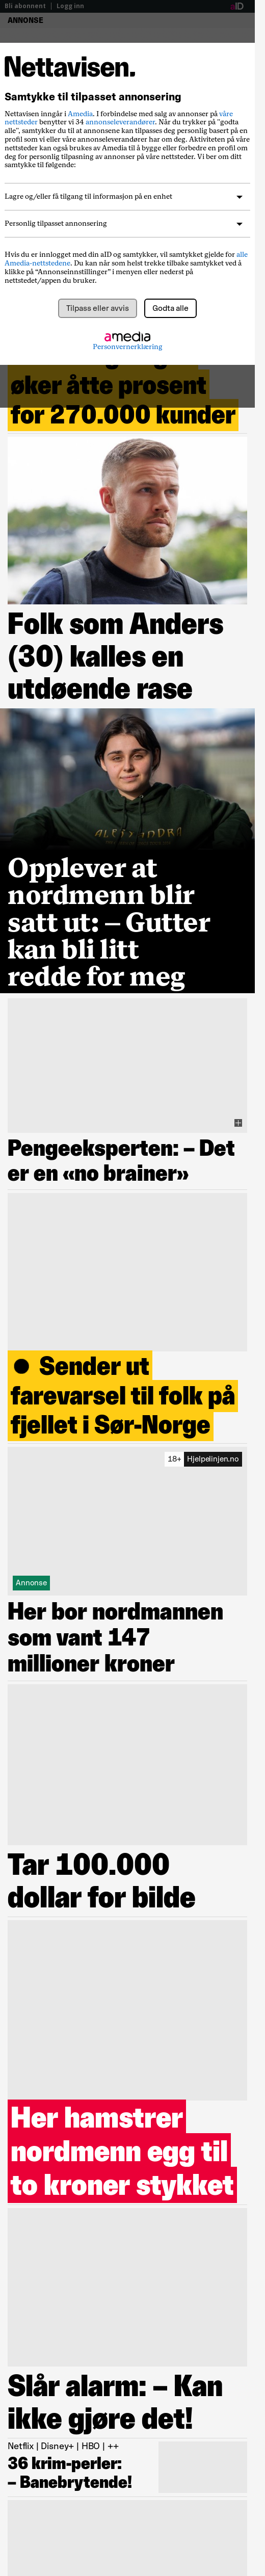 Bli abonnent | Logg inn
aID
ANNONSE
Nettavisen.
Samtykke til tilpasset annonsering
Nettavisen inngår i Amedia. I forbindelse med salg av annonser på våre
nettsteder benytter vi 34 annonseleverandører. Når du trykker på "godta
alle", samtykker du til at annonsene kan tilpasses deg personlig basert på en
profil som vi eller våre annonseleverandører har om deg. Aktiviteten på våre
nettsteder kan også brukes av Amedia til å bygge eller forbedre en profil om
deg for personlig tilpasning av annonser på våre nettsteder. Vi ber om ditt
samtykke til følgende:
Lagre og/eller få tilgang til informasjon på en enhet
Personlig tilpasset annonsering
Hvis du er innlogget med din aID og samtykker, vil samtykket gjelde for alle
Amedia-nettstedene. Du kan når som helst trekke tilbake samtykket ved å
klikke på “Annonseinnstillinger” i menyen eller nederst på
nettstedet/appen du bruker.
Tilpass eller avvis
Godta alle
amedia
Personvernerklæring
øker åtte prosent
for 270.000 kunder
Folk som Anders
(30) kalles en
utdøende rase
Opplever at
nordmenn blir
satt ut: – Gutter
kan bli litt
redde for meg
Pengeeksperten: – Det
er en «no brainer»
● Sender ut
farevarsel til folk på
fjellet i Sør-Norge
18+ Hjelpelinjen.no
Annonse
Her bor nordmannen
som vant 147
millioner kroner
Tar 100.000
dollar for bilde
Her hamstrer
nordmenn egg til
to kroner stykket
Slår alarm: – Kan
ikke gjøre det!
Netflix | Disney+ | HBO | ++
36 krim-perler:
– Banebrytende!